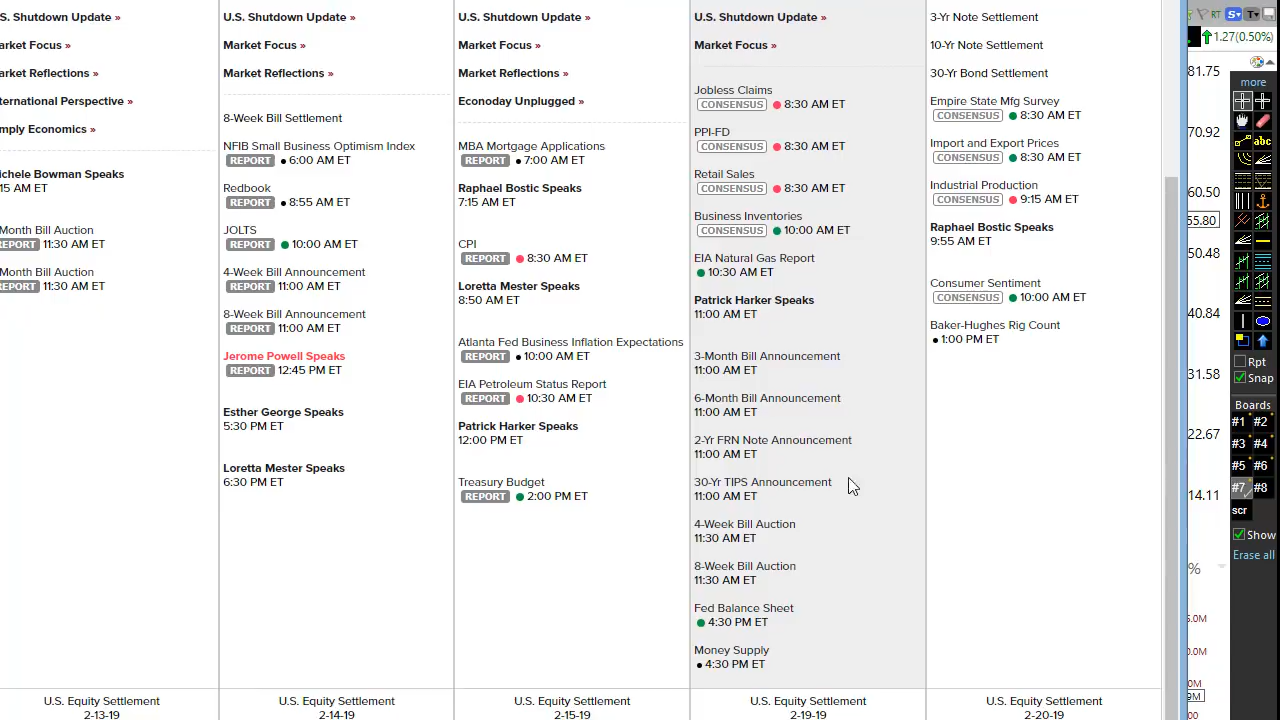 .S. Shutdown Update »
arket Focus »
arket Reflections »
ternational Perspective »
mply Economics »
ichele Bowman Speaks
15 AM ET
Month Bill Auction
REPORT 11:30 AM ET
Month Bill Auction
REPORT 11:30 AM ET
U.S. Equity Settlement
2-13-19
U.S. Shutdown Update »
Market Focus »
Market Reflections »
8-Week Bill Settlement
NFIB Small Business Optimism Index
REPORT 6:00 AM ET
Redbook
REPORT 8:55 AM ET
JOLTS
REPORT 10:00 AM ET
4-Week Bill Announcement
REPORT 11:00 AM ET
8-Week Bill Announcement
REPORT 11:00 AM ET
Jerome Powell Speaks
REPORT 12:45 PM ET
Esther George Speaks
5:30 PM ET
Loretta Mester Speaks
6:30 PM ET
U.S. Equity Settlement
2-14-19
U.S. Shutdown Update »
Market Focus »
Market Reflections »
Econoday Unplugged »
MBA Mortgage Applications
REPORT 7:00 AM ET
Raphael Bostic Speaks
7:15 AM ET
CPI
REPORT 8:30 AM ET
Loretta Mester Speaks
8:50 AM ET
Atlanta Fed Business Inflation Expectations
REPORT 10:00 AM ET
EIA Petroleum Status Report
REPORT 10:30 AM ET
Patrick Harker Speaks
12:00 PM ET
Treasury Budget
REPORT 2:00 PM ET
U.S. Equity Settlement
2-15-19
U.S. Shutdown Update »
Market Focus »
Jobless Claims
CONSENSUS 8:30 AM ET
PPI-FD
CONSENSUS 8:30 AM ET
Retail Sales
CONSENSUS 8:30 AM ET
Business Inventories
CONSENSUS 10:00 AM ET
EIA Natural Gas Report
10:30 AM ET
Patrick Harker Speaks
11:00 AM ET
3-Month Bill Announcement
11:00 AM ET
6-Month Bill Announcement
11:00 AM ET
2-Yr FRN Note Announcement
11:00 AM ET
30-Yr TIPS Announcement
11:00 AM ET
4-Week Bill Auction
11:30 AM ET
8-Week Bill Auction
11:30 AM ET
Fed Balance Sheet
4:30 PM ET
Money Supply
4:30 PM ET
U.S. Equity Settlement
2-19-19
3-Yr Note Settlement
10-Yr Note Settlement
30-Yr Bond Settlement
Empire State Mfg Survey
CONSENSUS 8:30 AM ET
Import and Export Prices
CONSENSUS 8:30 AM ET
Industrial Production
CONSENSUS 9:15 AM ET
Raphael Bostic Speaks
9:55 AM ET
Consumer Sentiment
CONSENSUS 10:00 AM ET
Baker-Hughes Rig Count
1:00 PM ET
U.S. Equity Settlement
2-20-19
RT S T
1.27(0.50%)
81.75
70.92
60.50
55.80
50.48
40.84
31.58
22.67
14.11
%
5.0M
0.0M
0M
9M
00
more
abc
Rpt
Snap
Boards
#1 #2
#3 #4
#5 #6
#7 #8
scr
Show
Erase all